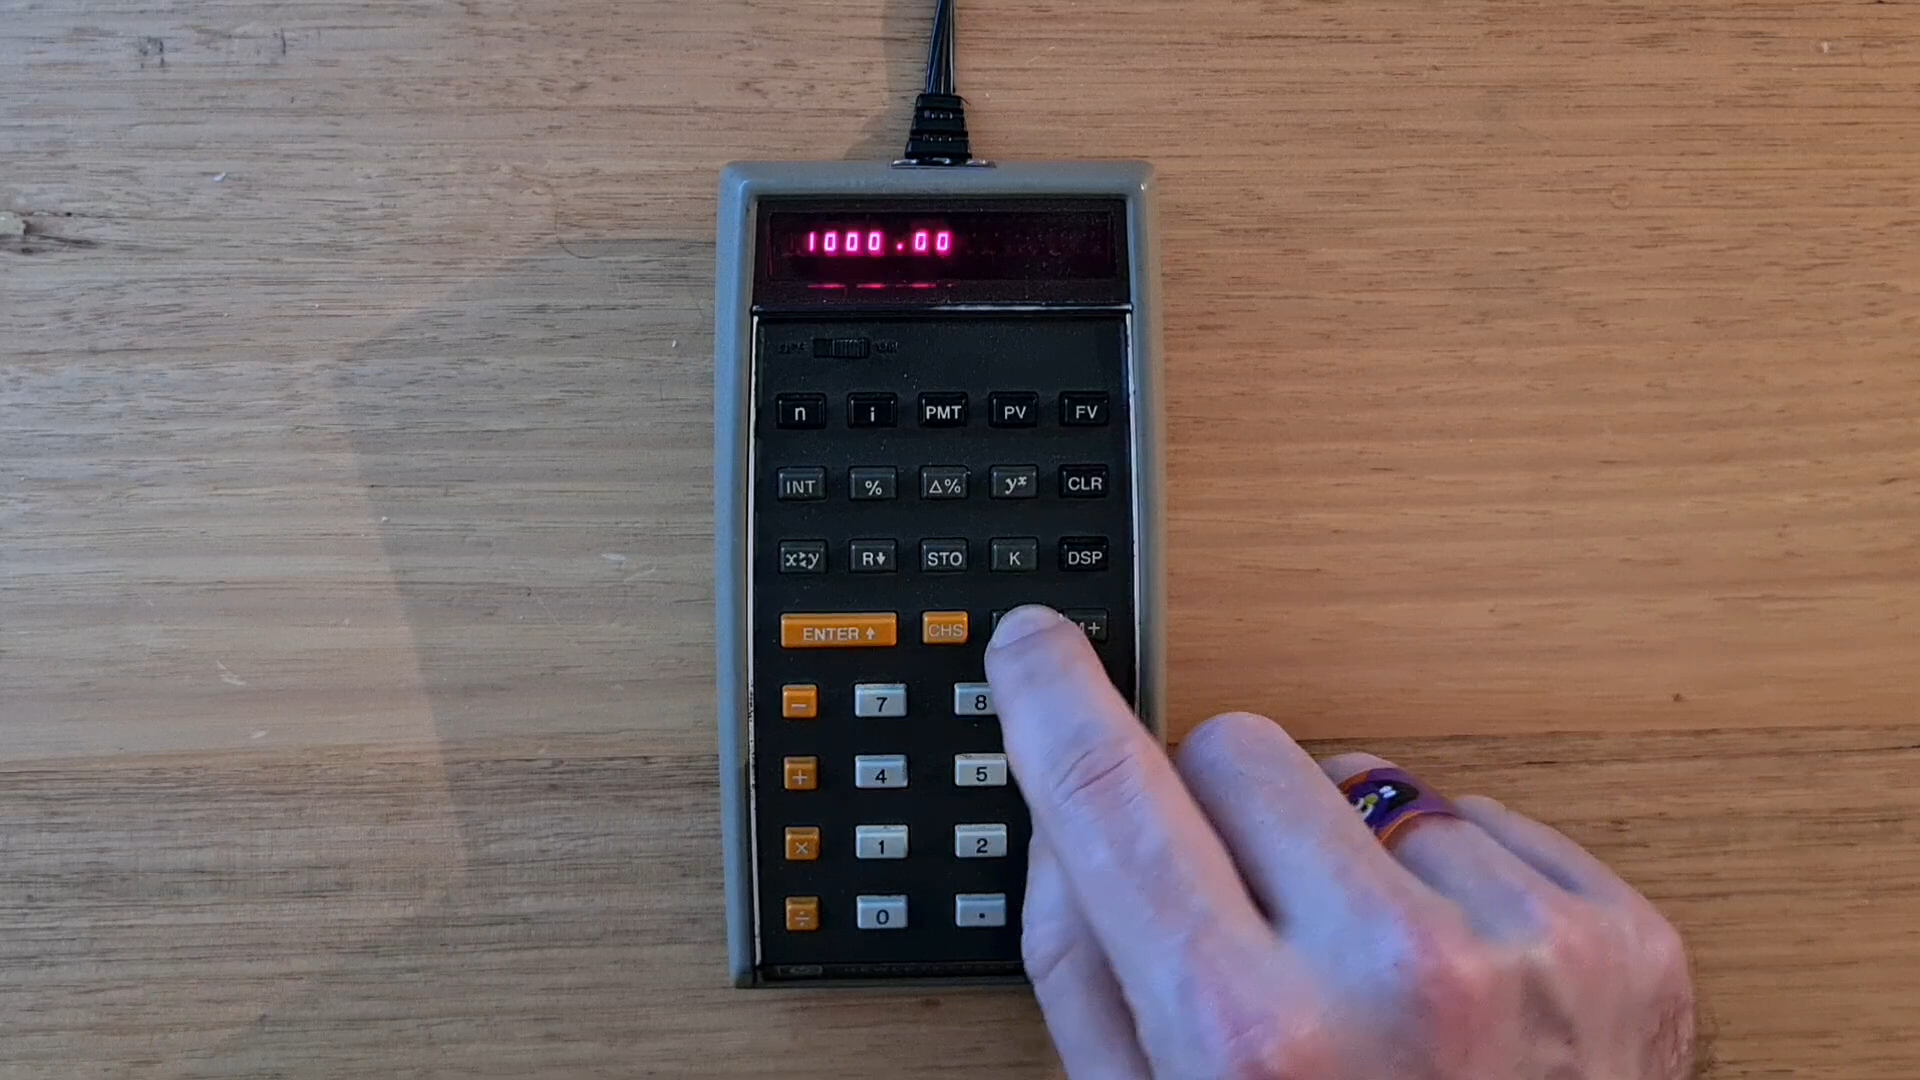 1000.00
n i PMT PV FV
INT % Δ% yˣ CLR
x≷y R↓ STO K DSP
ENTER ↑ CHS M+
− 7 8
+ 4 5
× 1 2
÷ 0 .